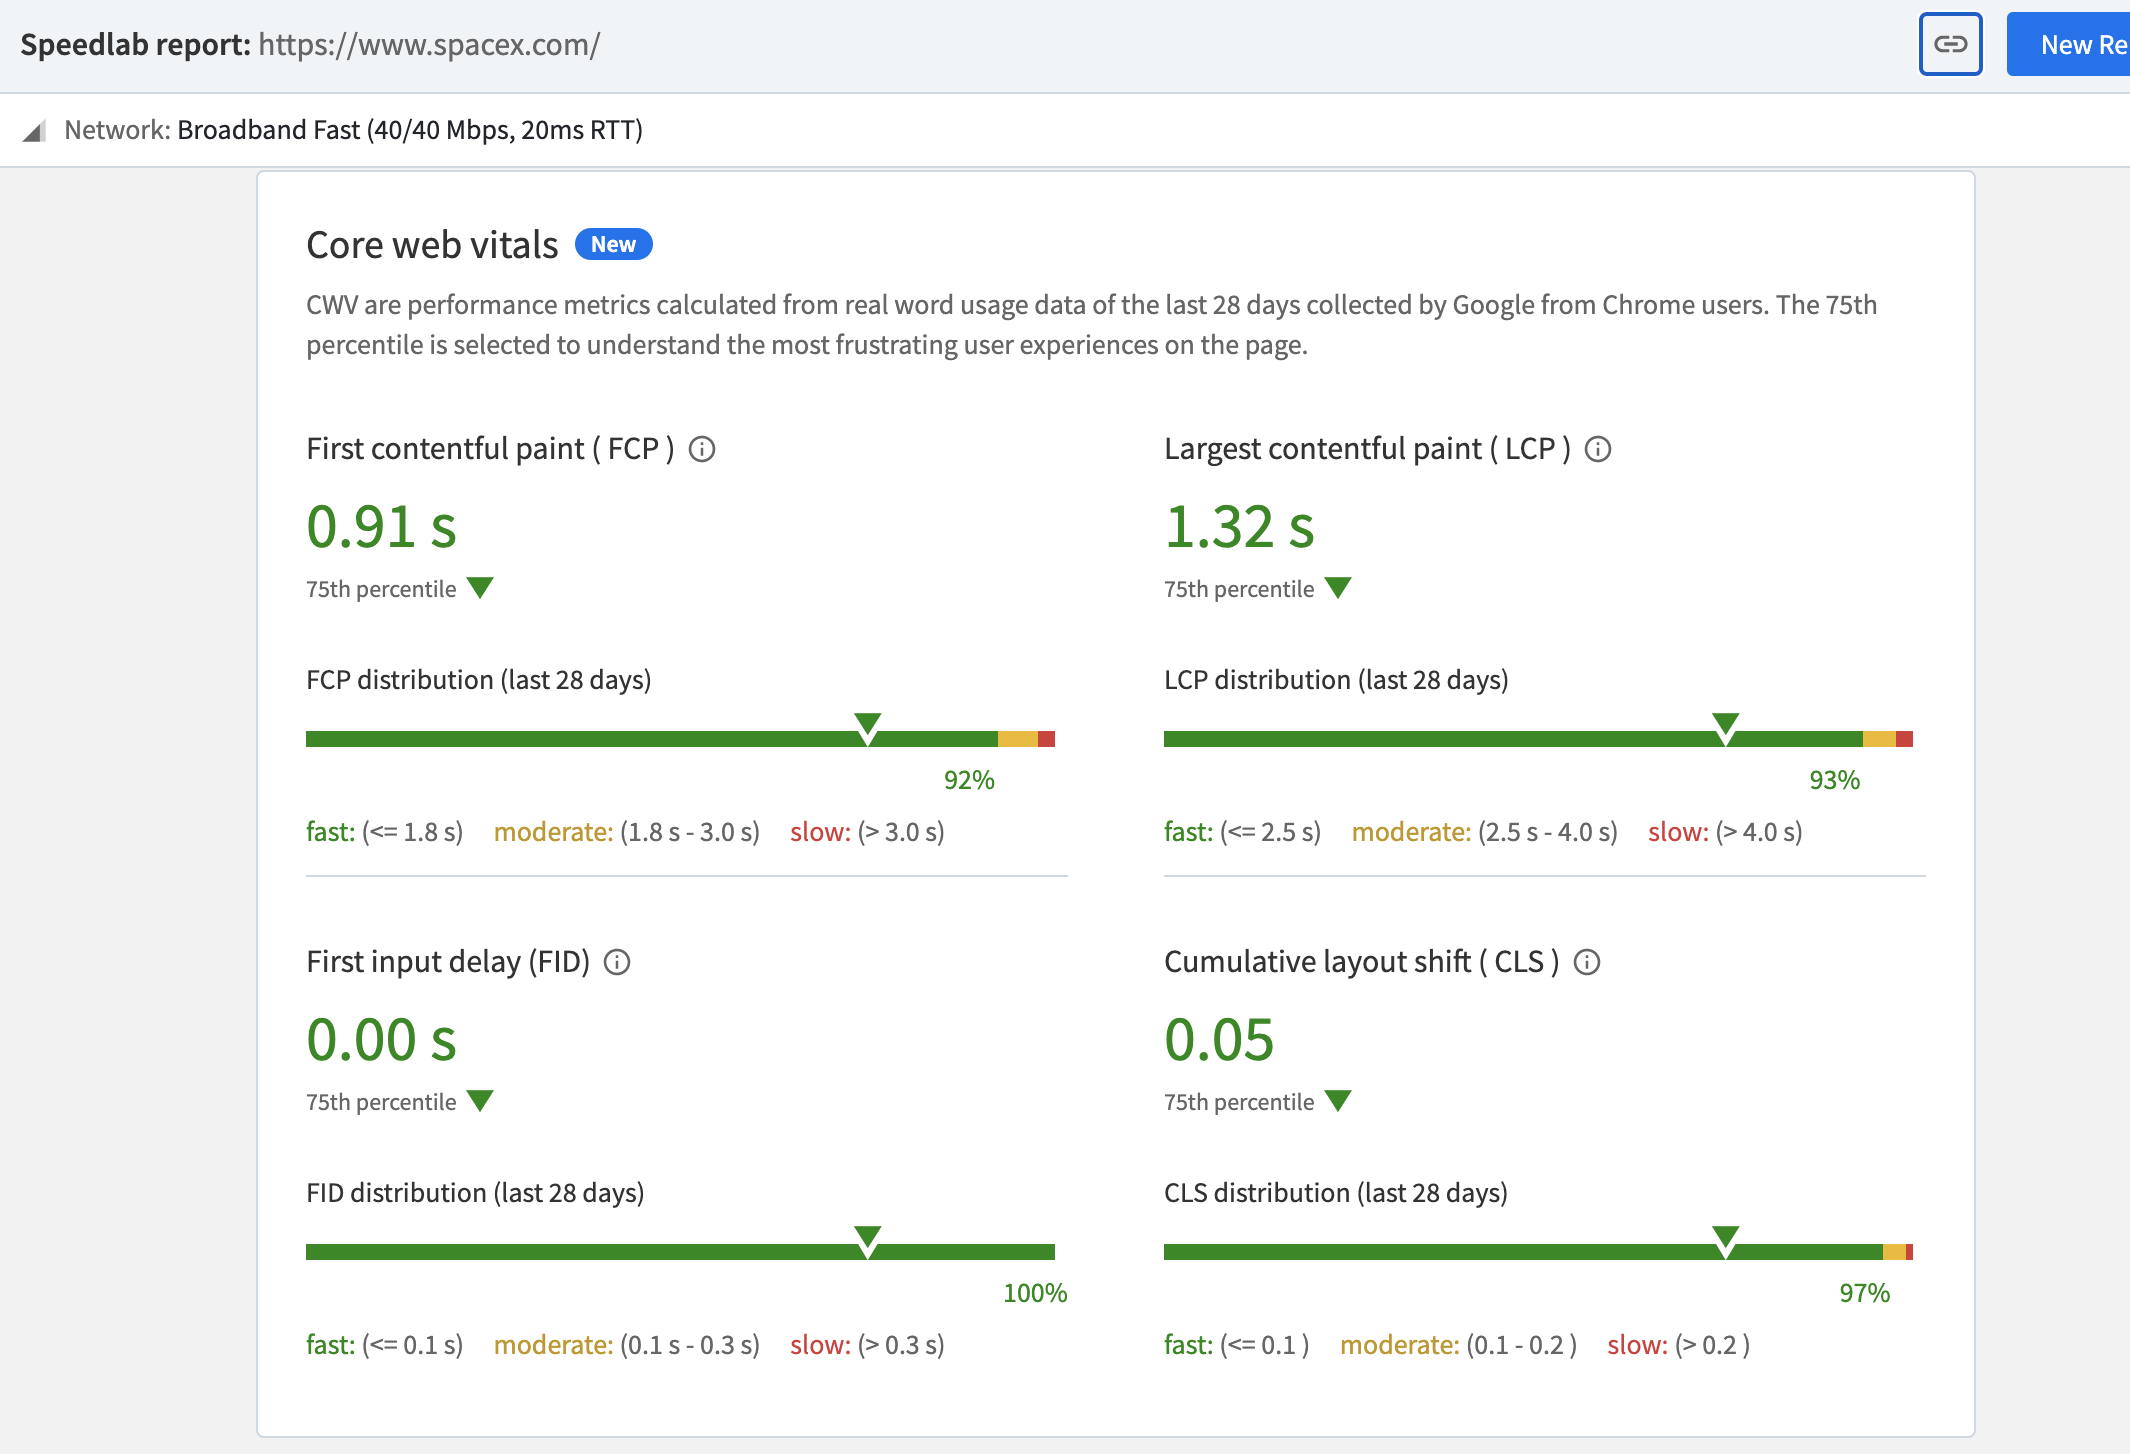 Speedlab report: https://www.spacex.com/
New Re
Network: Broadband Fast (40/40 Mbps, 20ms RTT)
Core web vitals New
CWV are performance metrics calculated from real word usage data of the last 28 days collected by Google from Chrome users. The 75th
percentile is selected to understand the most frustrating user experiences on the page.
First contentful paint ( FCP )
0.91 s
75th percentile
FCP distribution (last 28 days)
92%
fast: (<= 1.8 s) moderate: (1.8 s - 3.0 s) slow: (> 3.0 s)
Largest contentful paint ( LCP )
1.32 s
75th percentile
LCP distribution (last 28 days)
93%
fast: (<= 2.5 s) moderate: (2.5 s - 4.0 s) slow: (> 4.0 s)
First input delay (FID)
0.00 s
75th percentile
FID distribution (last 28 days)
100%
fast: (<= 0.1 s) moderate: (0.1 s - 0.3 s) slow: (> 0.3 s)
Cumulative layout shift ( CLS )
0.05
75th percentile
CLS distribution (last 28 days)
97%
fast: (<= 0.1 ) moderate: (0.1 - 0.2 ) slow: (> 0.2 )